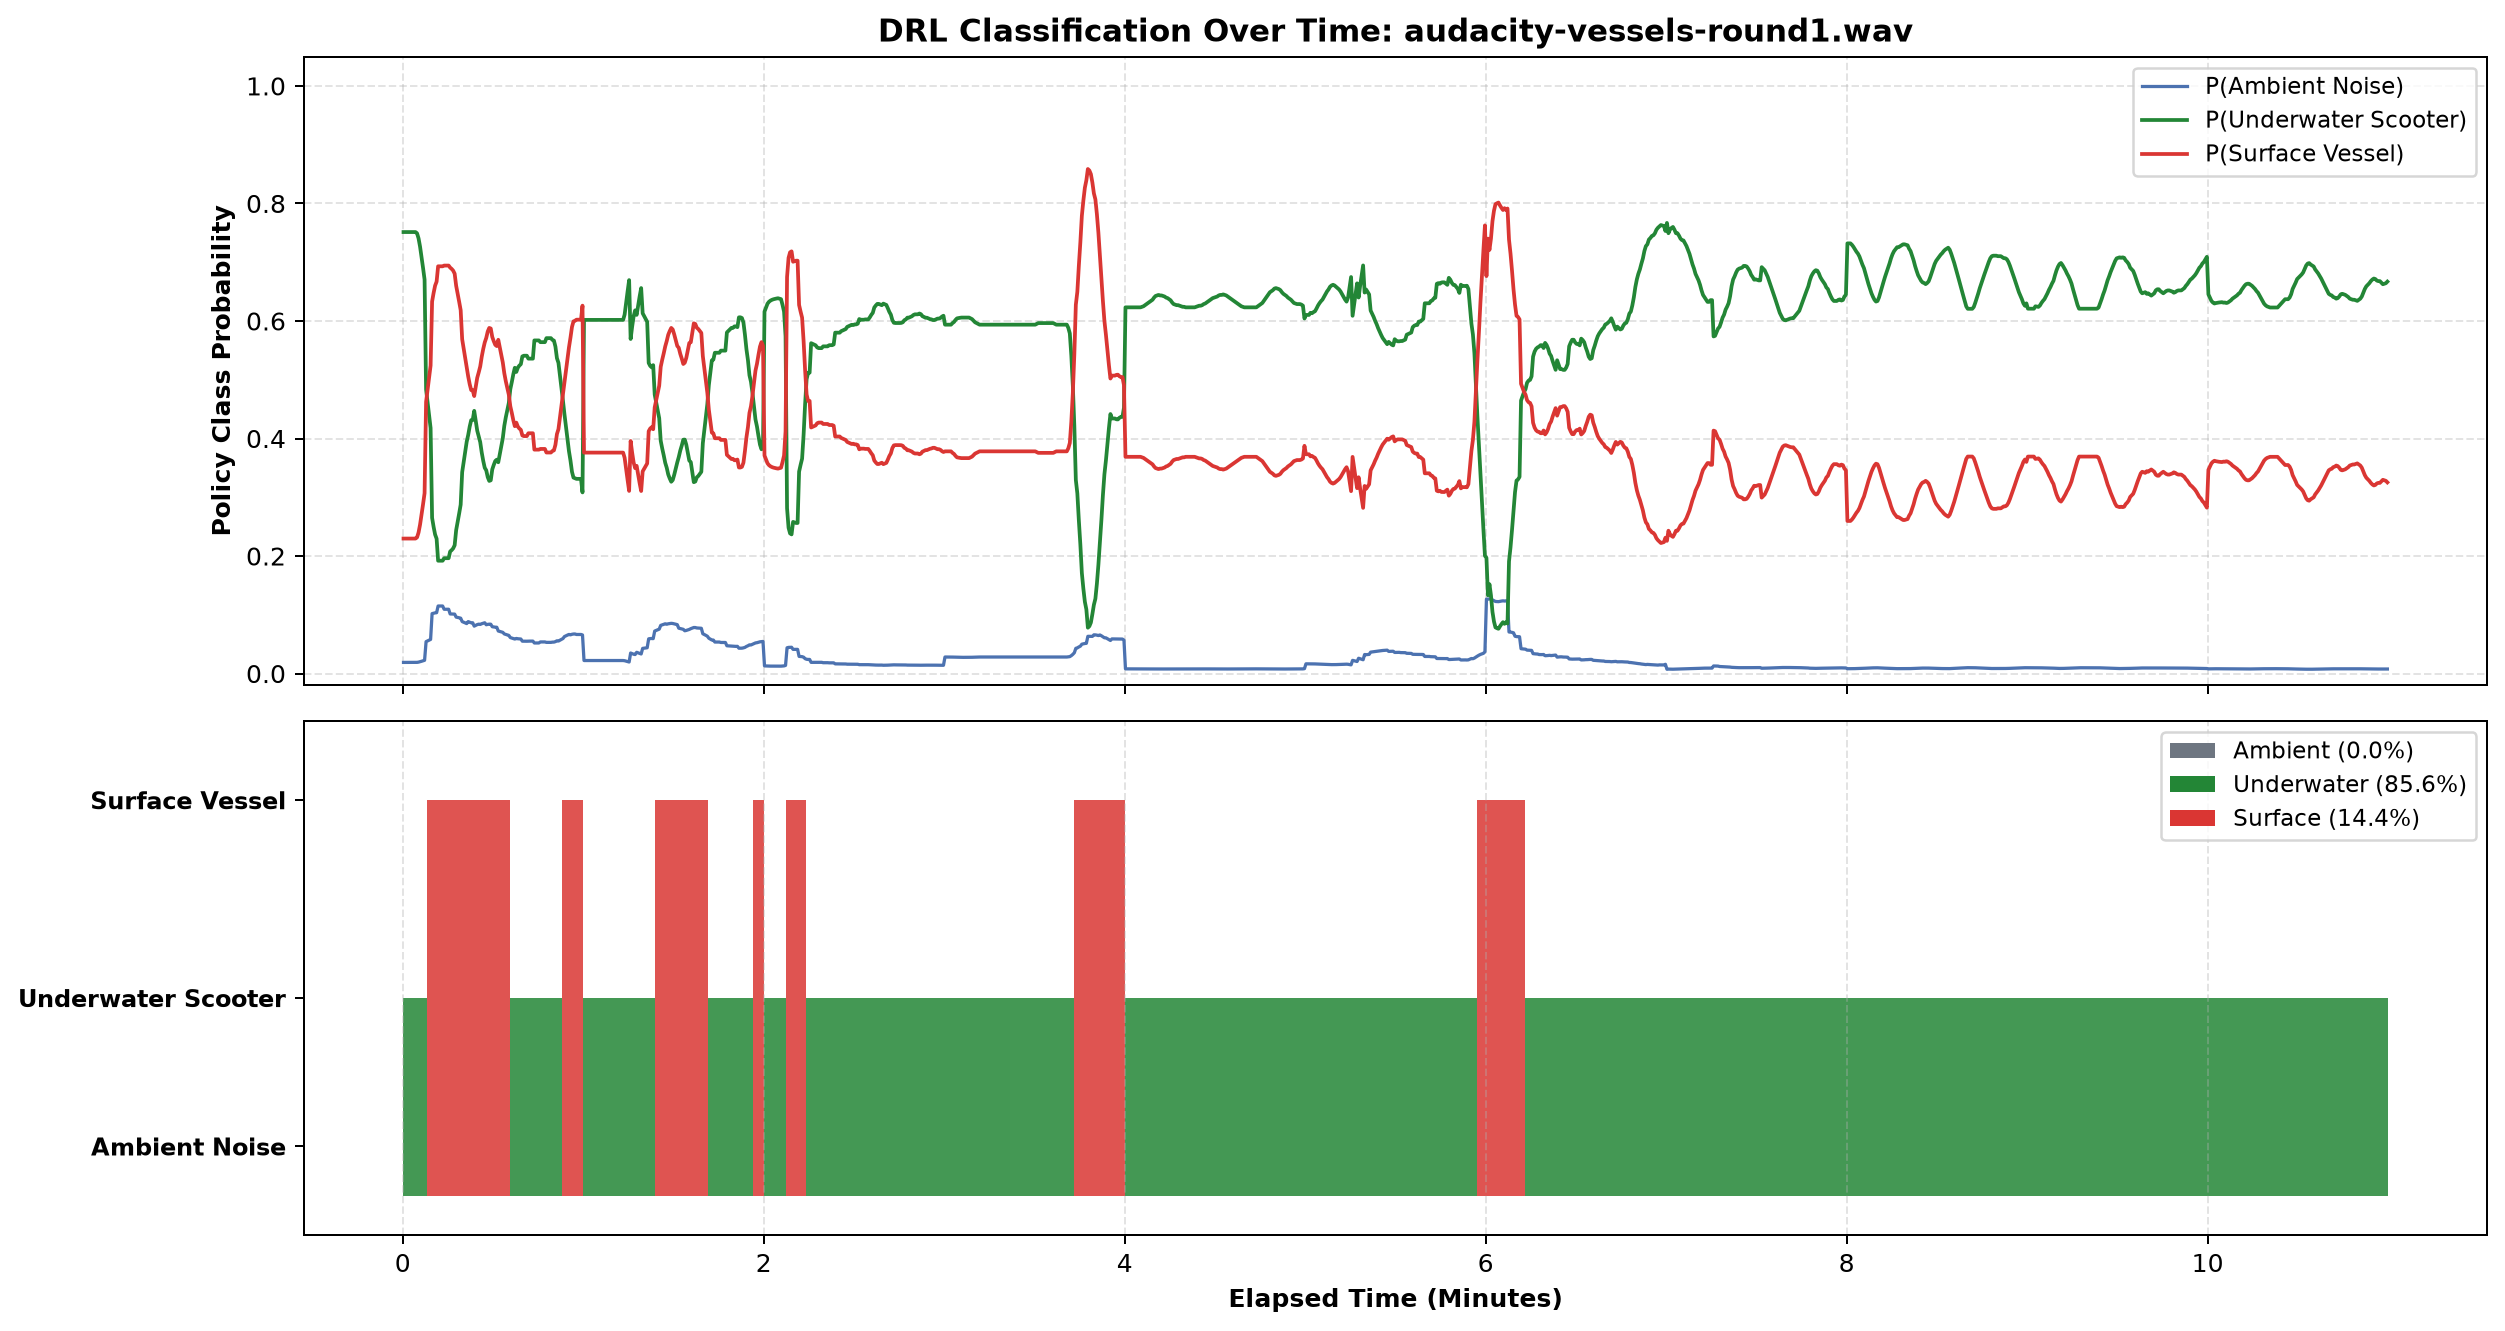 DRL Classification Over Time: audacity-vessels-round1.wav
Policy Class Probability
1.0
0.8
0.6
0.4
0.2
0.0
P(Ambient Noise)
P(Underwater Scooter)
P(Surface Vessel)
Surface Vessel
Underwater Scooter
Ambient Noise
Ambient (0.0%)
Underwater (85.6%)
Surface (14.4%)
0 2 4 6 8 10
Elapsed Time (Minutes)